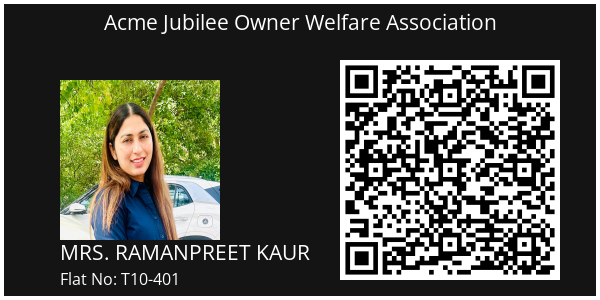 Acme Jubilee Owner Welfare Association
MRS. RAMANPREET KAUR
Flat No: T10-401